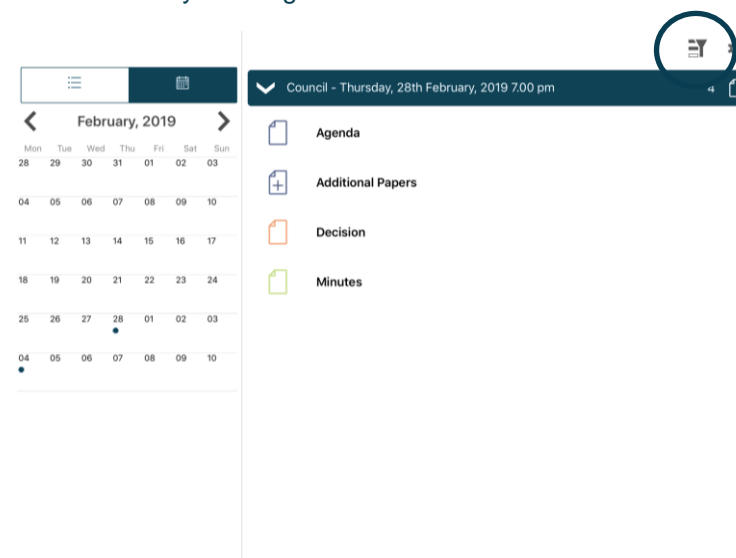 Council - Thursday, 28th February, 2019 7.00 pm 4
February, 2019
Mon Tue Wed Thu Fri Sat Sun
28 29 30 31 01 02 03
04 05 06 07 08 09 10
11 12 13 14 15 16 17
18 19 20 21 22 23 24
25 26 27 28 01 02 03
04 05 06 07 08 09 10
Agenda
Additional Papers
Decision
Minutes